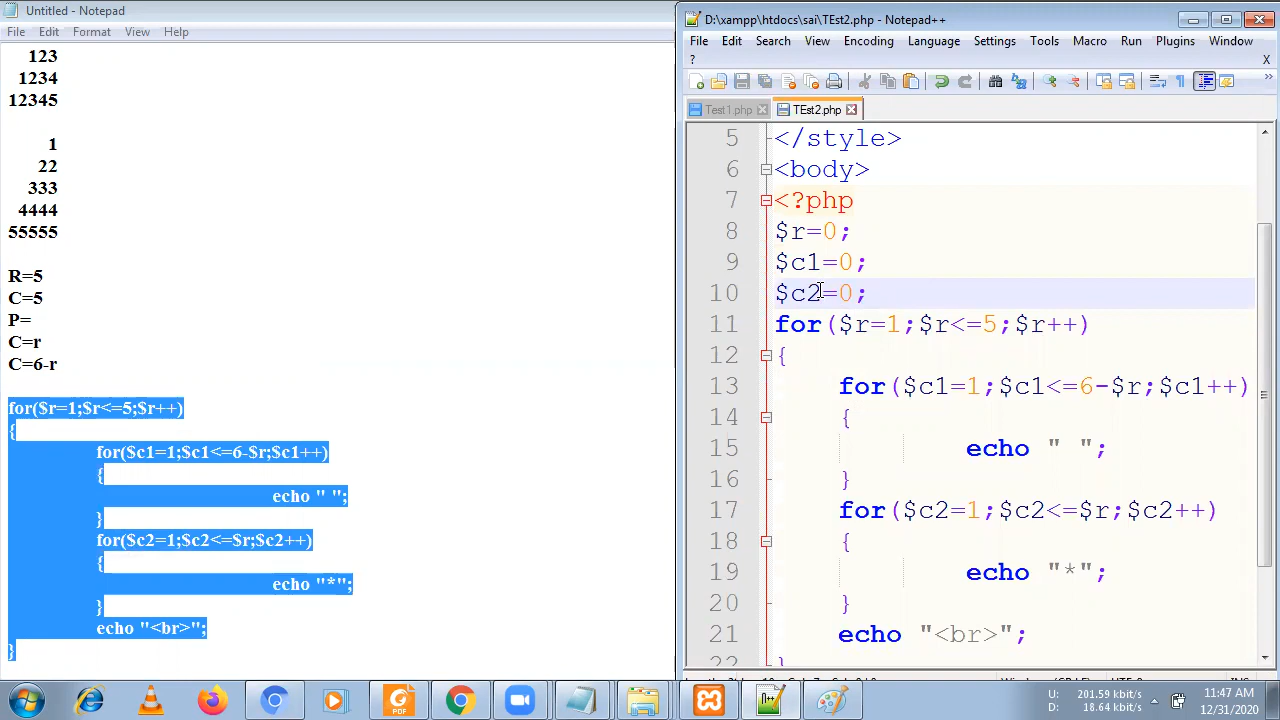 Untitled - Notepad
File Edit Format View Help
123
1234
12345
1
22
333
4444
55555
R=5
C=5
P=
C=r
C=6-r
for($r=1;$r<=5;$r++)
{
for($c1=1;$c1<=6-$r;$c1++)
{
echo " ";
}
for($c2=1;$c2<=$r;$c2++)
{
echo "*";
}
echo "<br>";
}
D:\xampp\htdocs\sai\TEst2.php - Notepad++
File Edit Search View Encoding Language Settings Tools Macro Run Plugins Window
? X
Test1.php TEst2.php
5 </style>
6 <body>
7 <?php
8 $r=0;
9 $c1=0;
10 $c2=0;
11 for($r=1;$r<=5;$r++)
12 {
13 for($c1=1;$c1<=6-$r;$c1++)
14 {
15 echo "  ";
16 }
17 for($c2=1;$c2<=$r;$c2++)
18 {
19 echo "*";
20 }
21 echo "<br>";
22 }
PDF
U: 201.59 kbit/s
D: 18.64 kbit/s
11:47 AM
12/31/2020